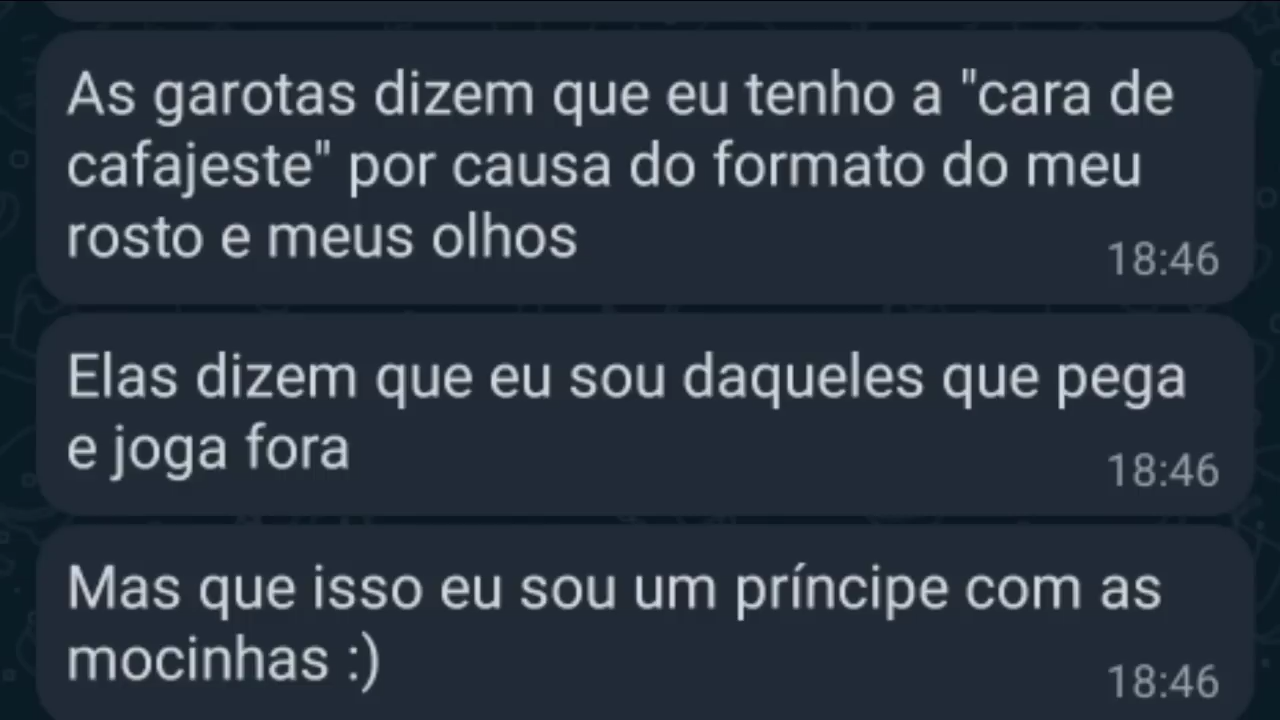 As garotas dizem que eu tenho a "cara de
cafajeste" por causa do formato do meu
rosto e meus olhos
18:46
Elas dizem que eu sou daqueles que pega
e joga fora
18:46
Mas que isso eu sou um príncipe com as
mocinhas :)
18:46